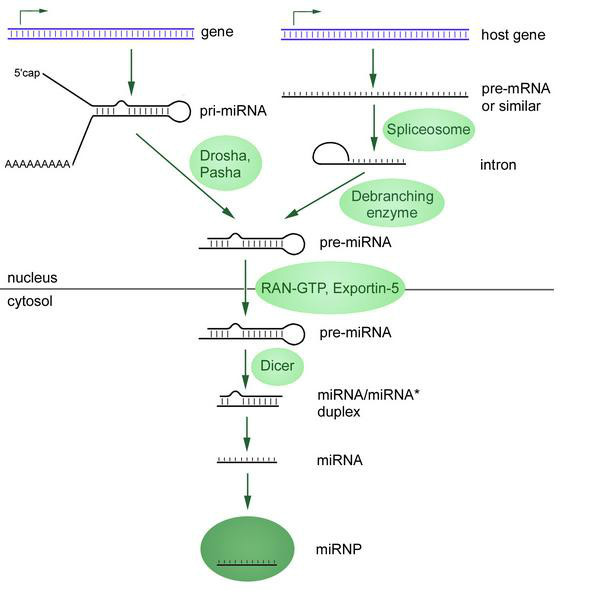 gene
host gene
5'cap
pri-miRNA
pre-mRNA
or similar
Spliceosome
AAAAAAAAA
Drosha,
Pasha
intron
Debranching
enzyme
pre-miRNA
nucleus
cytosol
RAN-GTP, Exportin-5
pre-miRNA
Dicer
miRNA/miRNA*
duplex
miRNA
miRNP